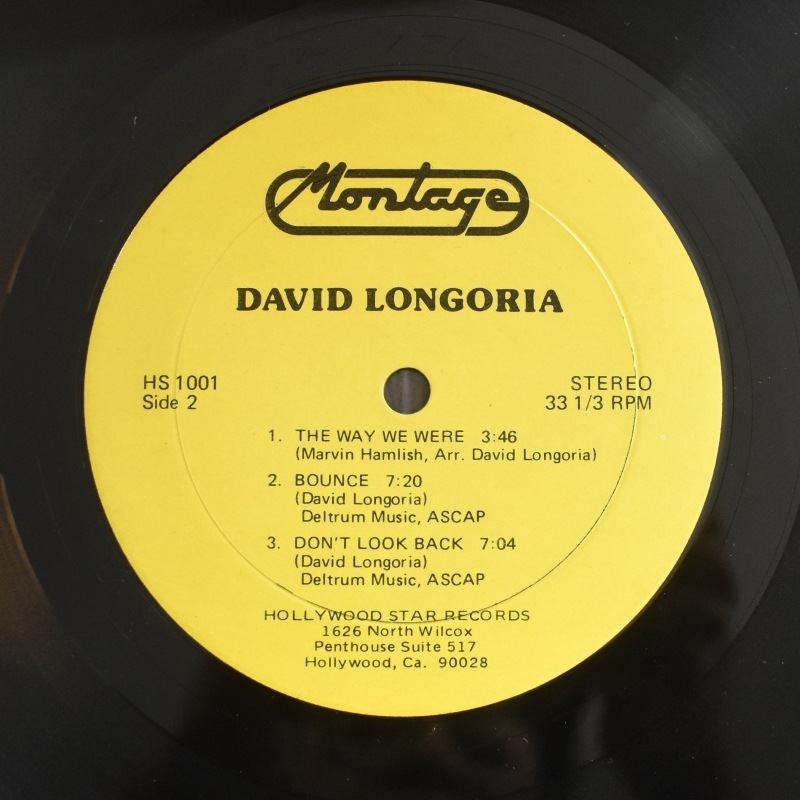 Montage
DAVID LONGORIA
HS 1001
Side 2
STEREO
33 1/3 RPM
1. THE WAY WE WERE 3:46
(Marvin Hamlish, Arr. David Longoria)
2. BOUNCE 7:20
(David Longoria)
Deltrum Music, ASCAP
3. DON'T LOOK BACK 7:04
(David Longoria)
Deltrum Music, ASCAP
HOLLYWOOD STAR RECORDS
1626 North Wilcox
Penthouse Suite 517
Hollywood, Ca. 90028